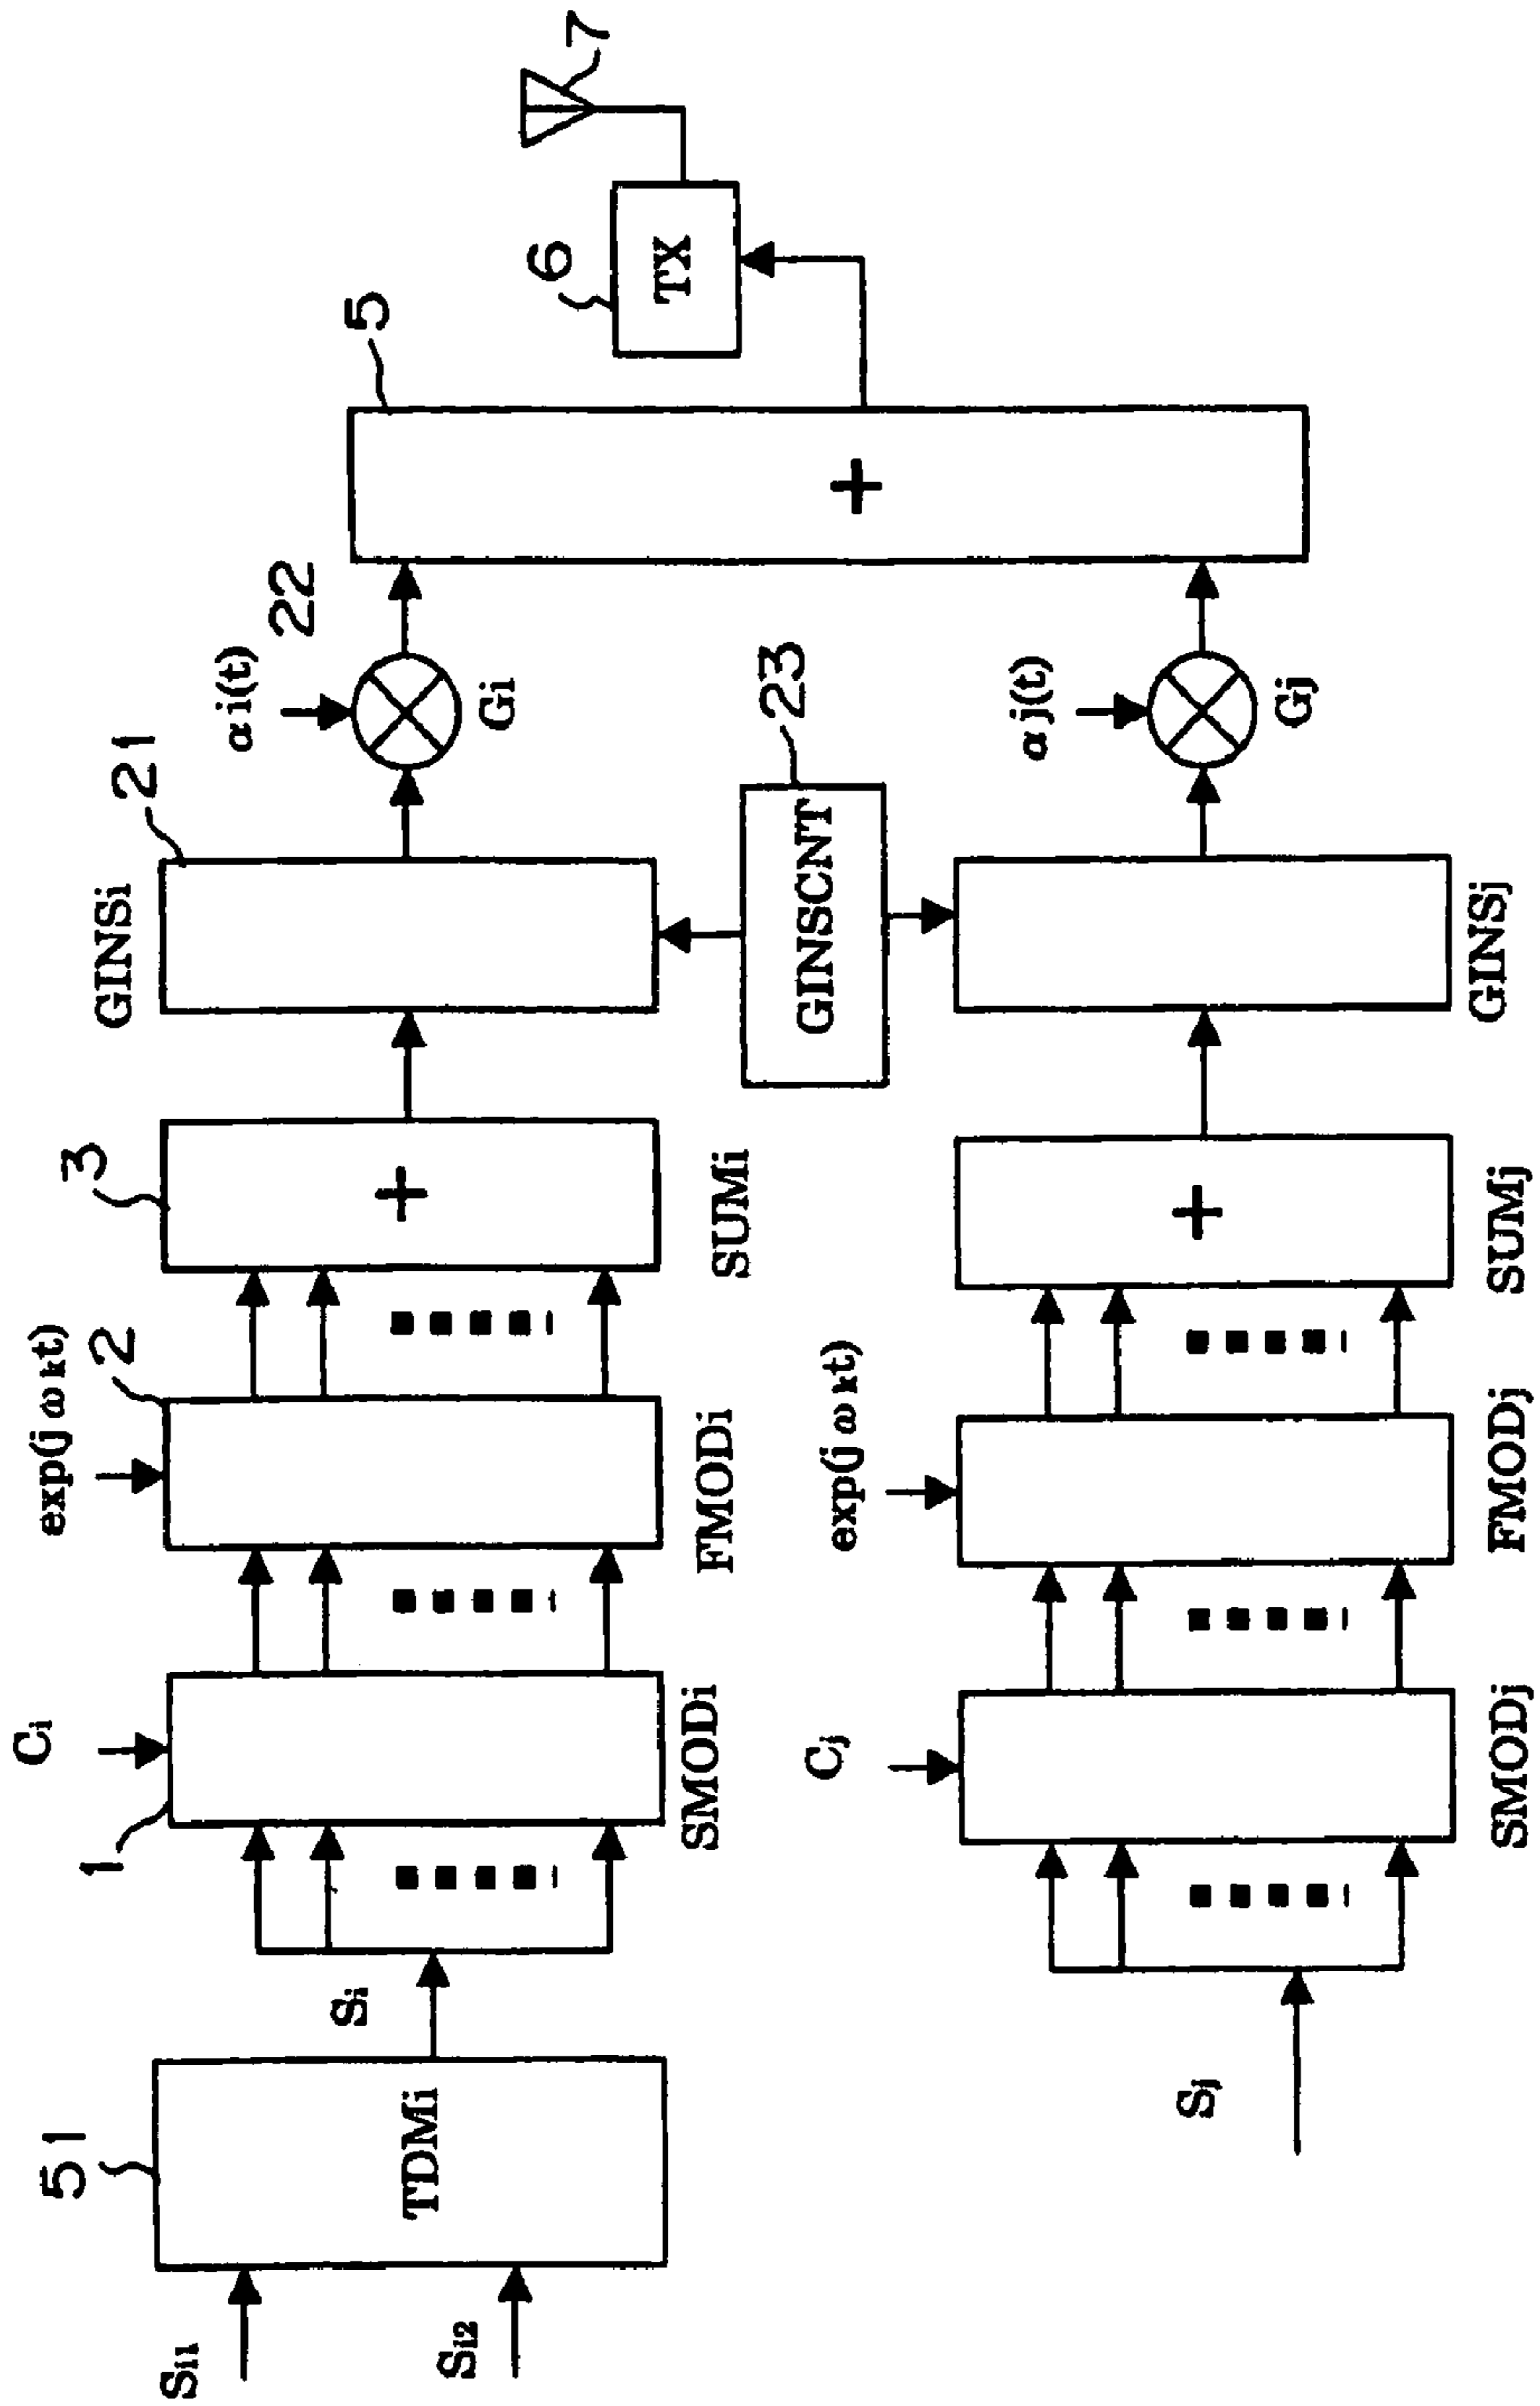 51
TDMi
Si1
Si2
Si
1
Ci
SMODi
exp(jωkt)
2
FMODi
3
SUMi
GINSi
21
αi(t)
22
Gi
5
6
TX
7
GINSCNT
23
Sj
Cj
SMODj
exp(jωkt)
FMODj
+
+
+
SUMj
GINSj
αj(t)
Gj